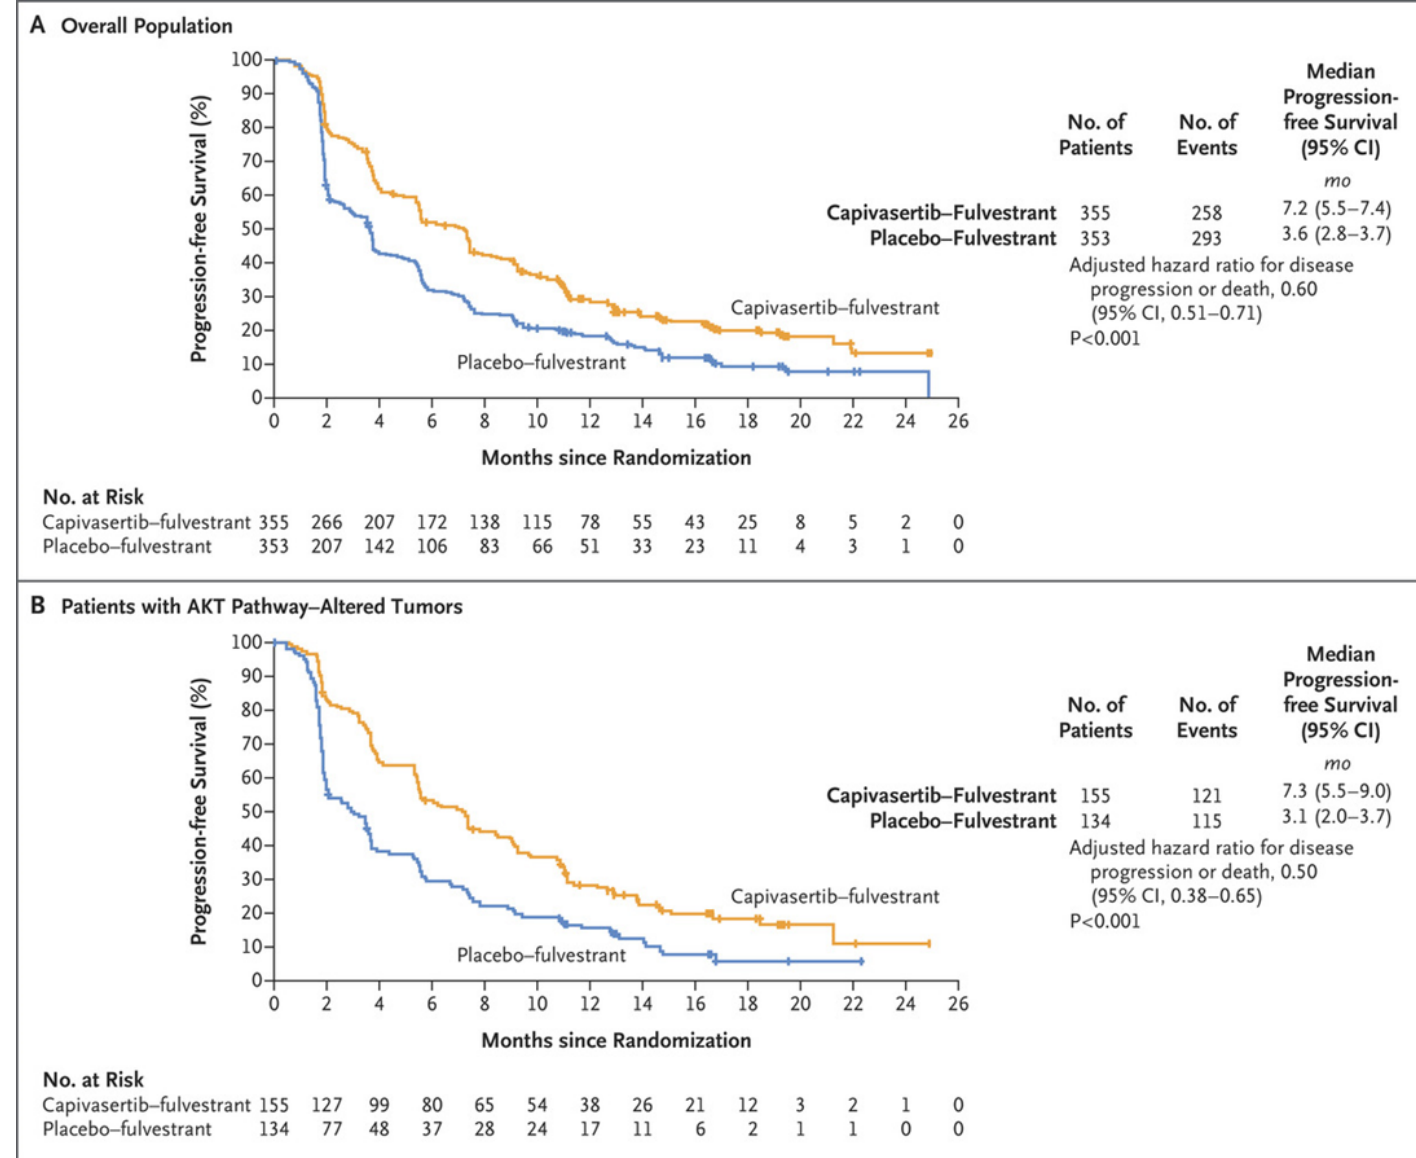 A Overall Population
Progression-free Survival (%)
100
90
80
70
60
50
40
30
20
10
0
0 2 4 6 8 10 12 14 16 18 20 22 24 26
Months since Randomization
Capivasertib–fulvestrant
Placebo–fulvestrant
No. of Patients
No. of Events
Median Progression-free Survival (95% CI)
mo
Capivasertib–Fulvestrant 355 258 7.2 (5.5–7.4)
Placebo–Fulvestrant 353 293 3.6 (2.8–3.7)
Adjusted hazard ratio for disease
progression or death, 0.60
(95% CI, 0.51–0.71)
P<0.001
No. at Risk
Capivasertib–fulvestrant 355 266 207 172 138 115 78 55 43 25 8 5 2 0
Placebo–fulvestrant 353 207 142 106 83 66 51 33 23 11 4 3 1 0
B Patients with AKT Pathway–Altered Tumors
Progression-free Survival (%)
100
90
80
70
60
50
40
30
20
10
0
0 2 4 6 8 10 12 14 16 18 20 22 24 26
Months since Randomization
Capivasertib–fulvestrant
Placebo–fulvestrant
No. of Patients
No. of Events
Median Progression-free Survival (95% CI)
mo
Capivasertib–Fulvestrant 155 121 7.3 (5.5–9.0)
Placebo–Fulvestrant 134 115 3.1 (2.0–3.7)
Adjusted hazard ratio for disease
progression or death, 0.50
(95% CI, 0.38–0.65)
P<0.001
No. at Risk
Capivasertib–fulvestrant 155 127 99 80 65 54 38 26 21 12 3 2 1 0
Placebo–fulvestrant 134 77 48 37 28 24 17 11 6 2 1 1 0 0